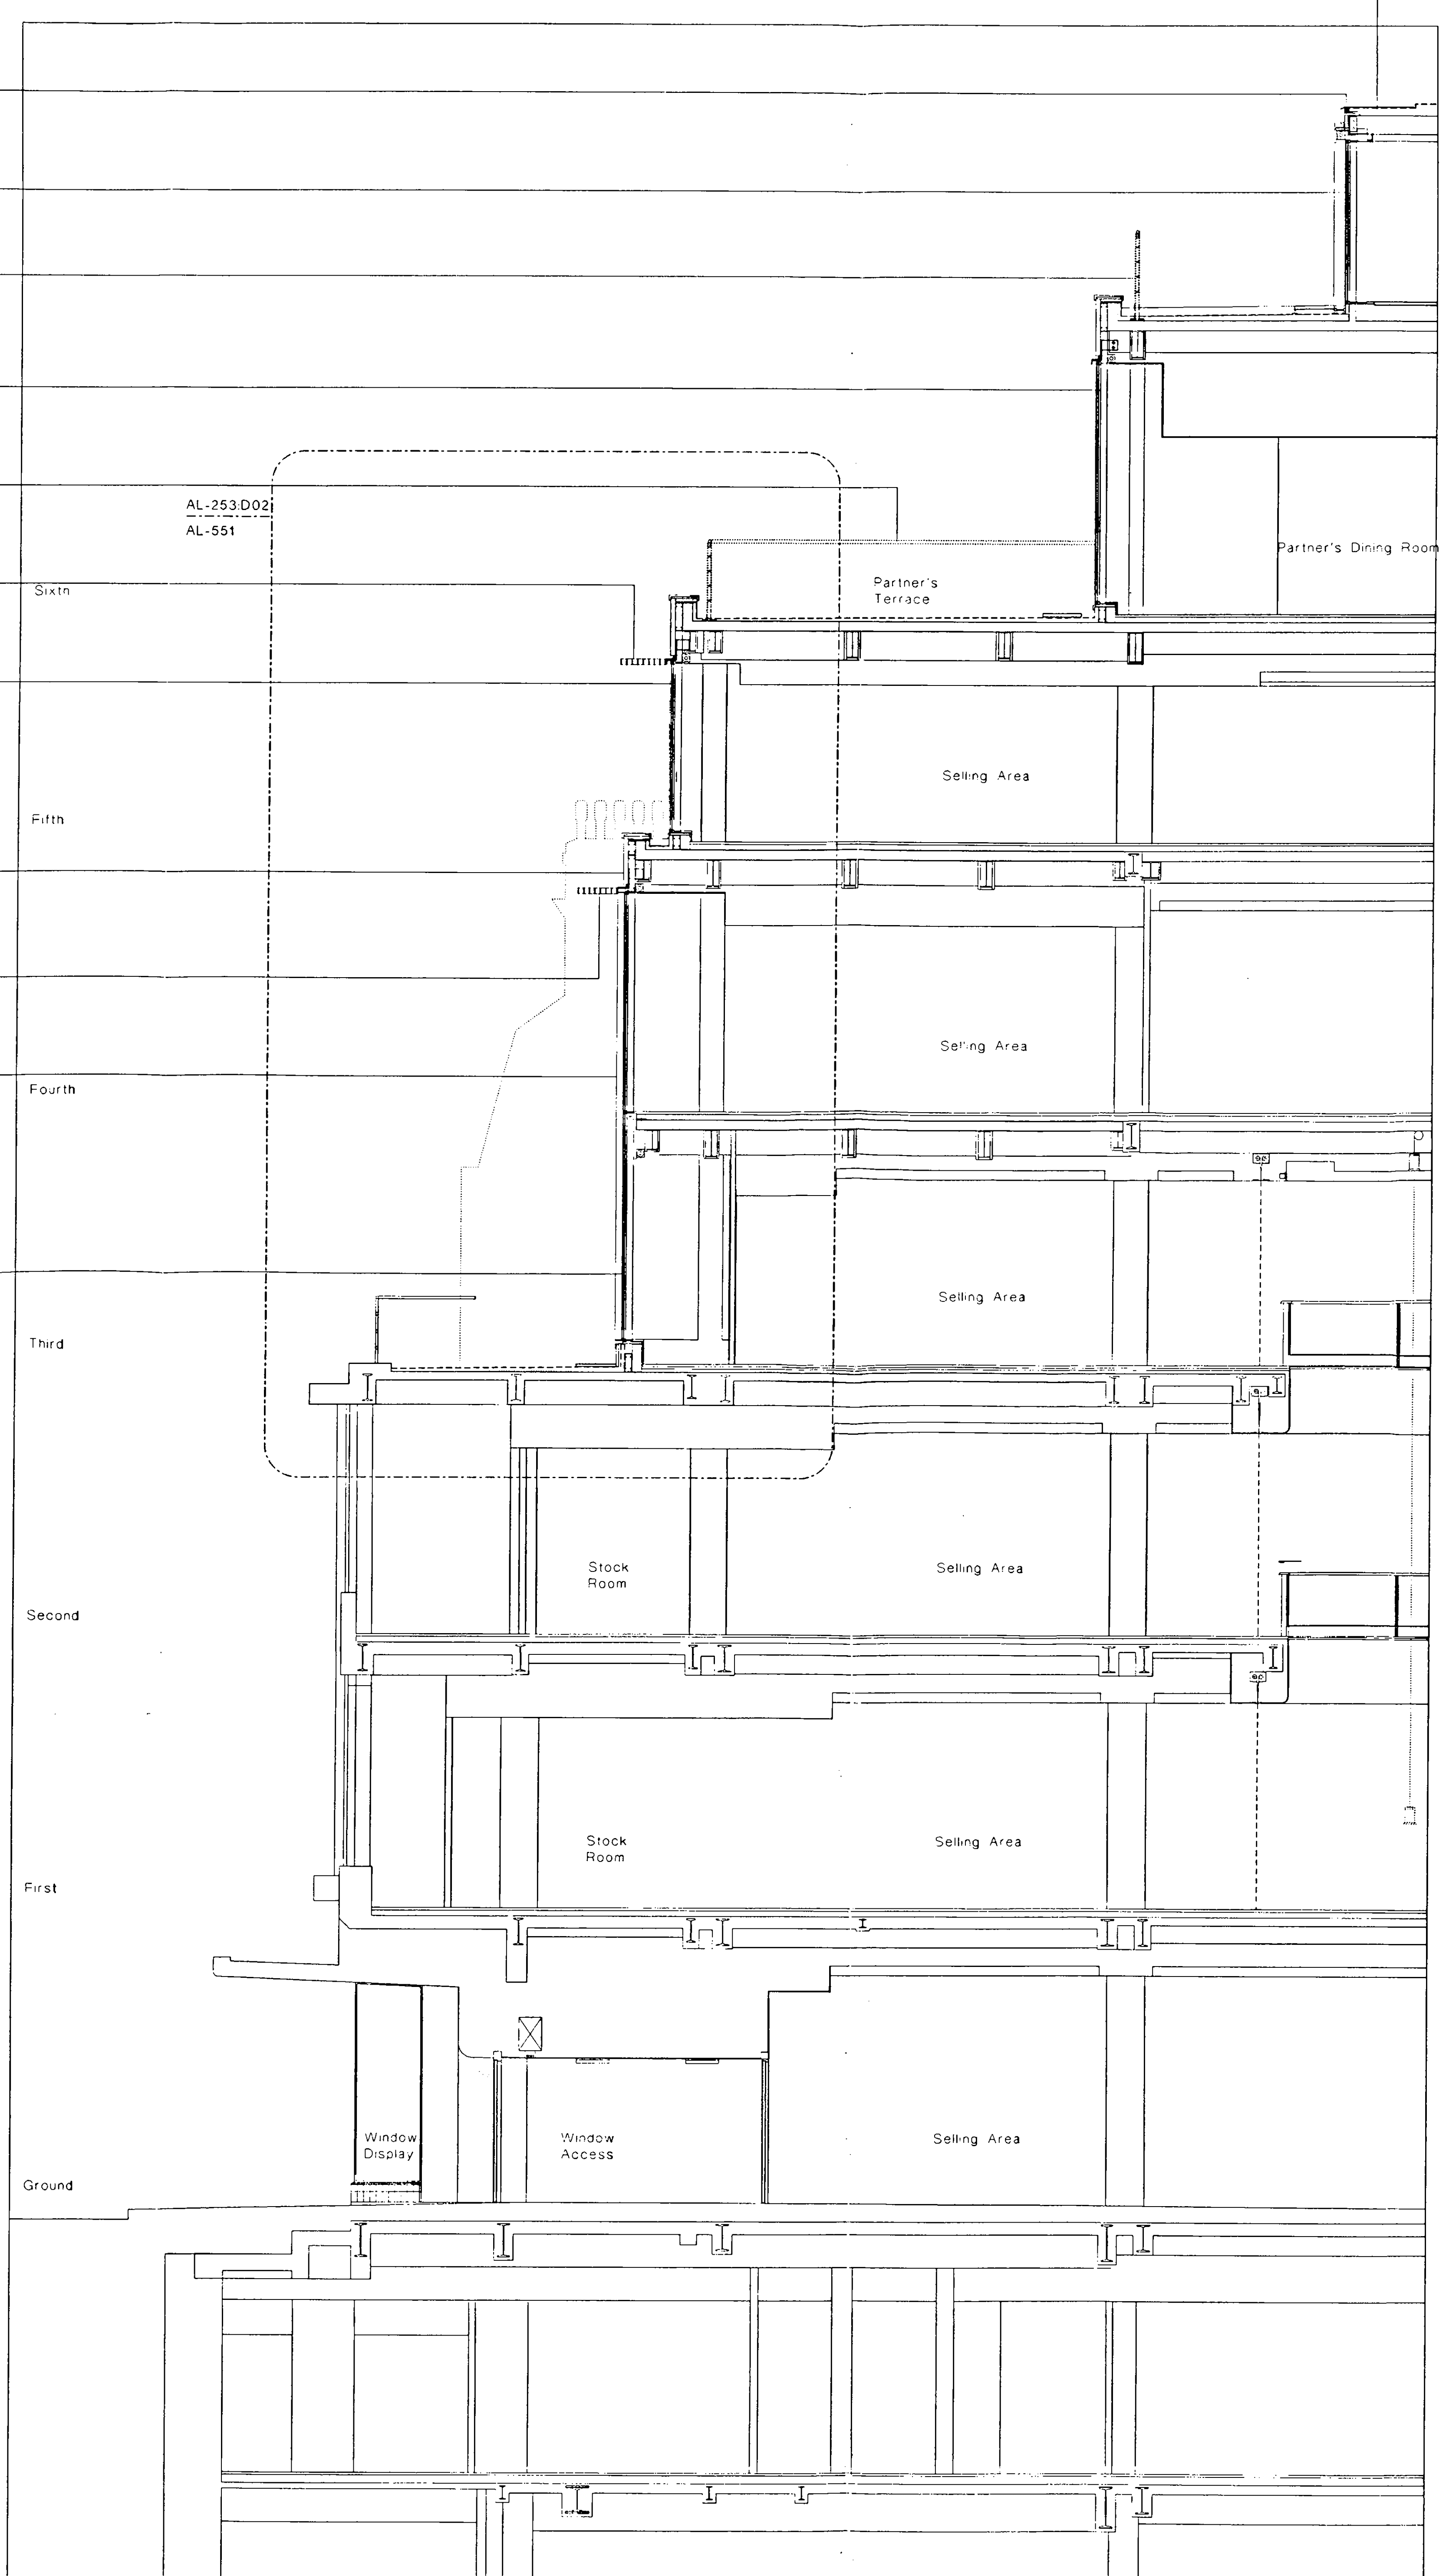 AL-253:D02
AL-551
Partner's Dining Room
Sixth
Partner's
Terrace
Selling Area
Fifth
Selling Area
Fourth
Selling Area
Third
Stock
Room
Selling Area
Second
Stock
Room
Selling Area
First
Window
Display
Window
Access
Selling Area
Ground